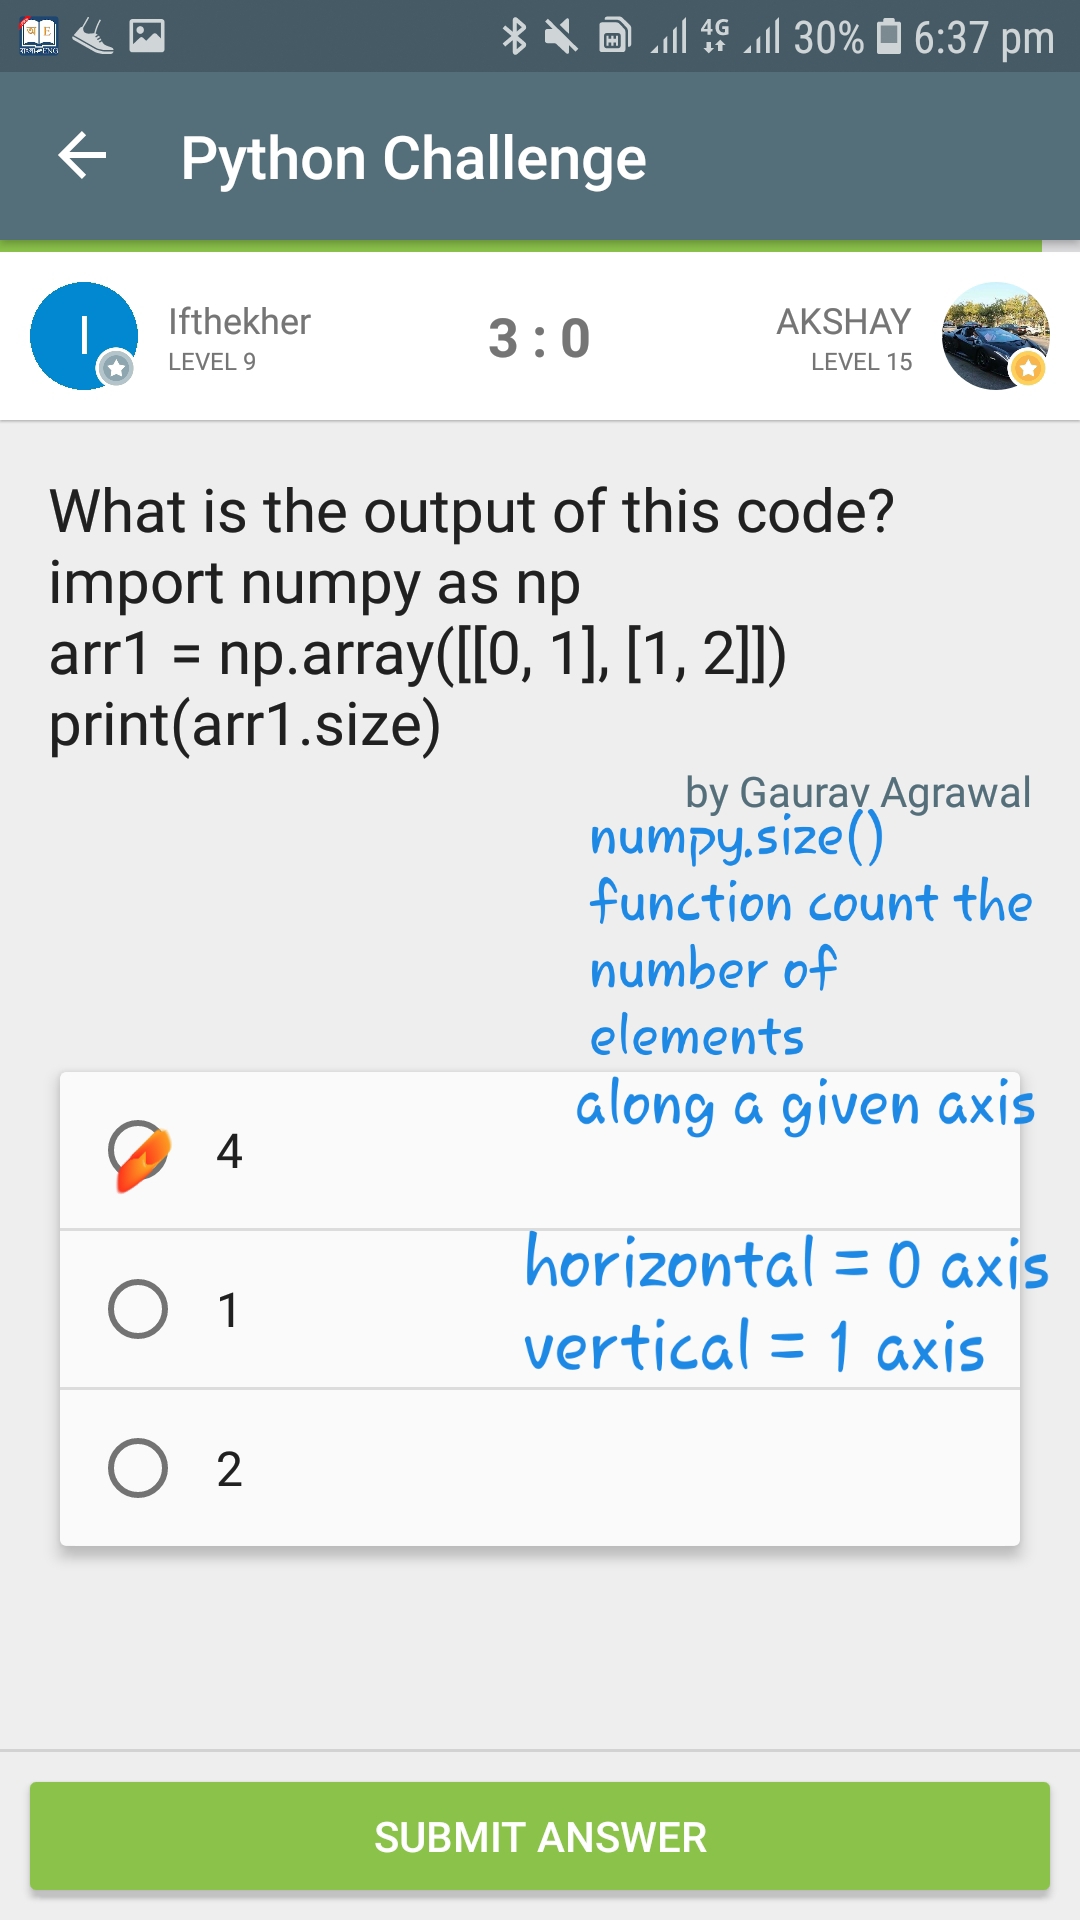 4G 30% 6:37 pm
Python Challenge
I Ifthekher 3 : 0 AKSHAY
LEVEL 9 LEVEL 15
What is the output of this code?
import numpy as np
arr1 = np.array([[0, 1], [1, 2]])
print(arr1.size)
by Gaurav Agrawal
numpy.size()
function count the
number of
elements
along a given axis
4
horizontal = 0 axis
1
vertical = 1 axis
2
SUBMIT ANSWER